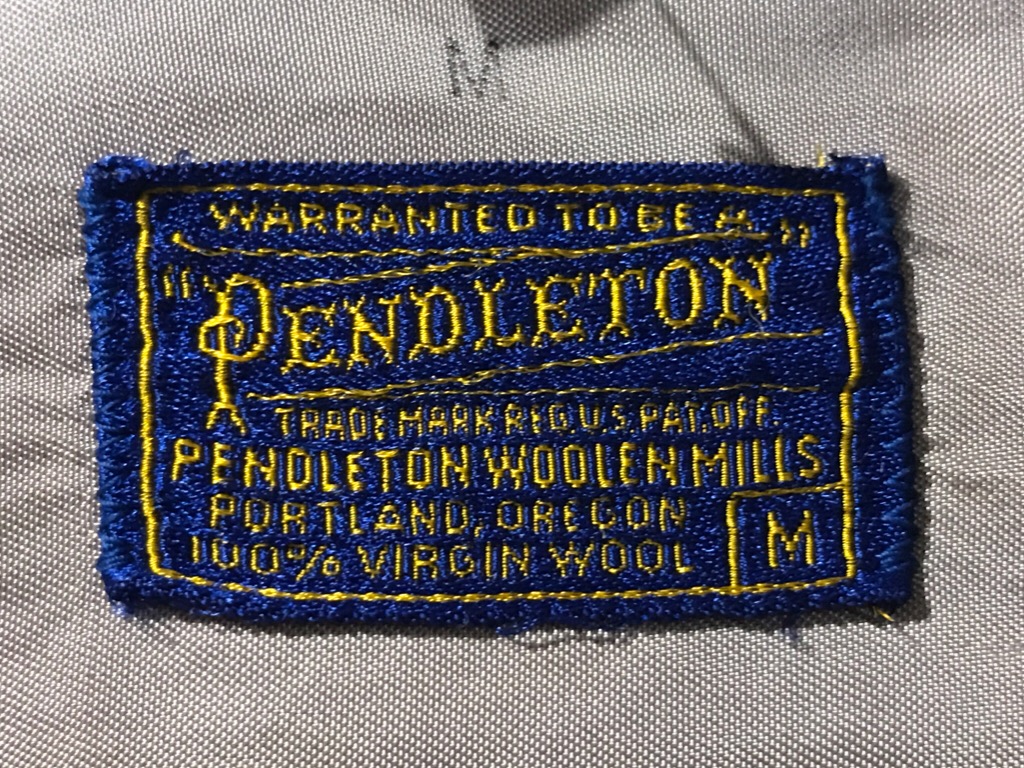 M
WARRANTED TO BE A
"PENDLETON"
TRADE MARK REG. U.S. PAT. OFF.
PENDLETON WOOLEN MILLS
PORTLAND, OREGON
100% VIRGIN WOOL
M